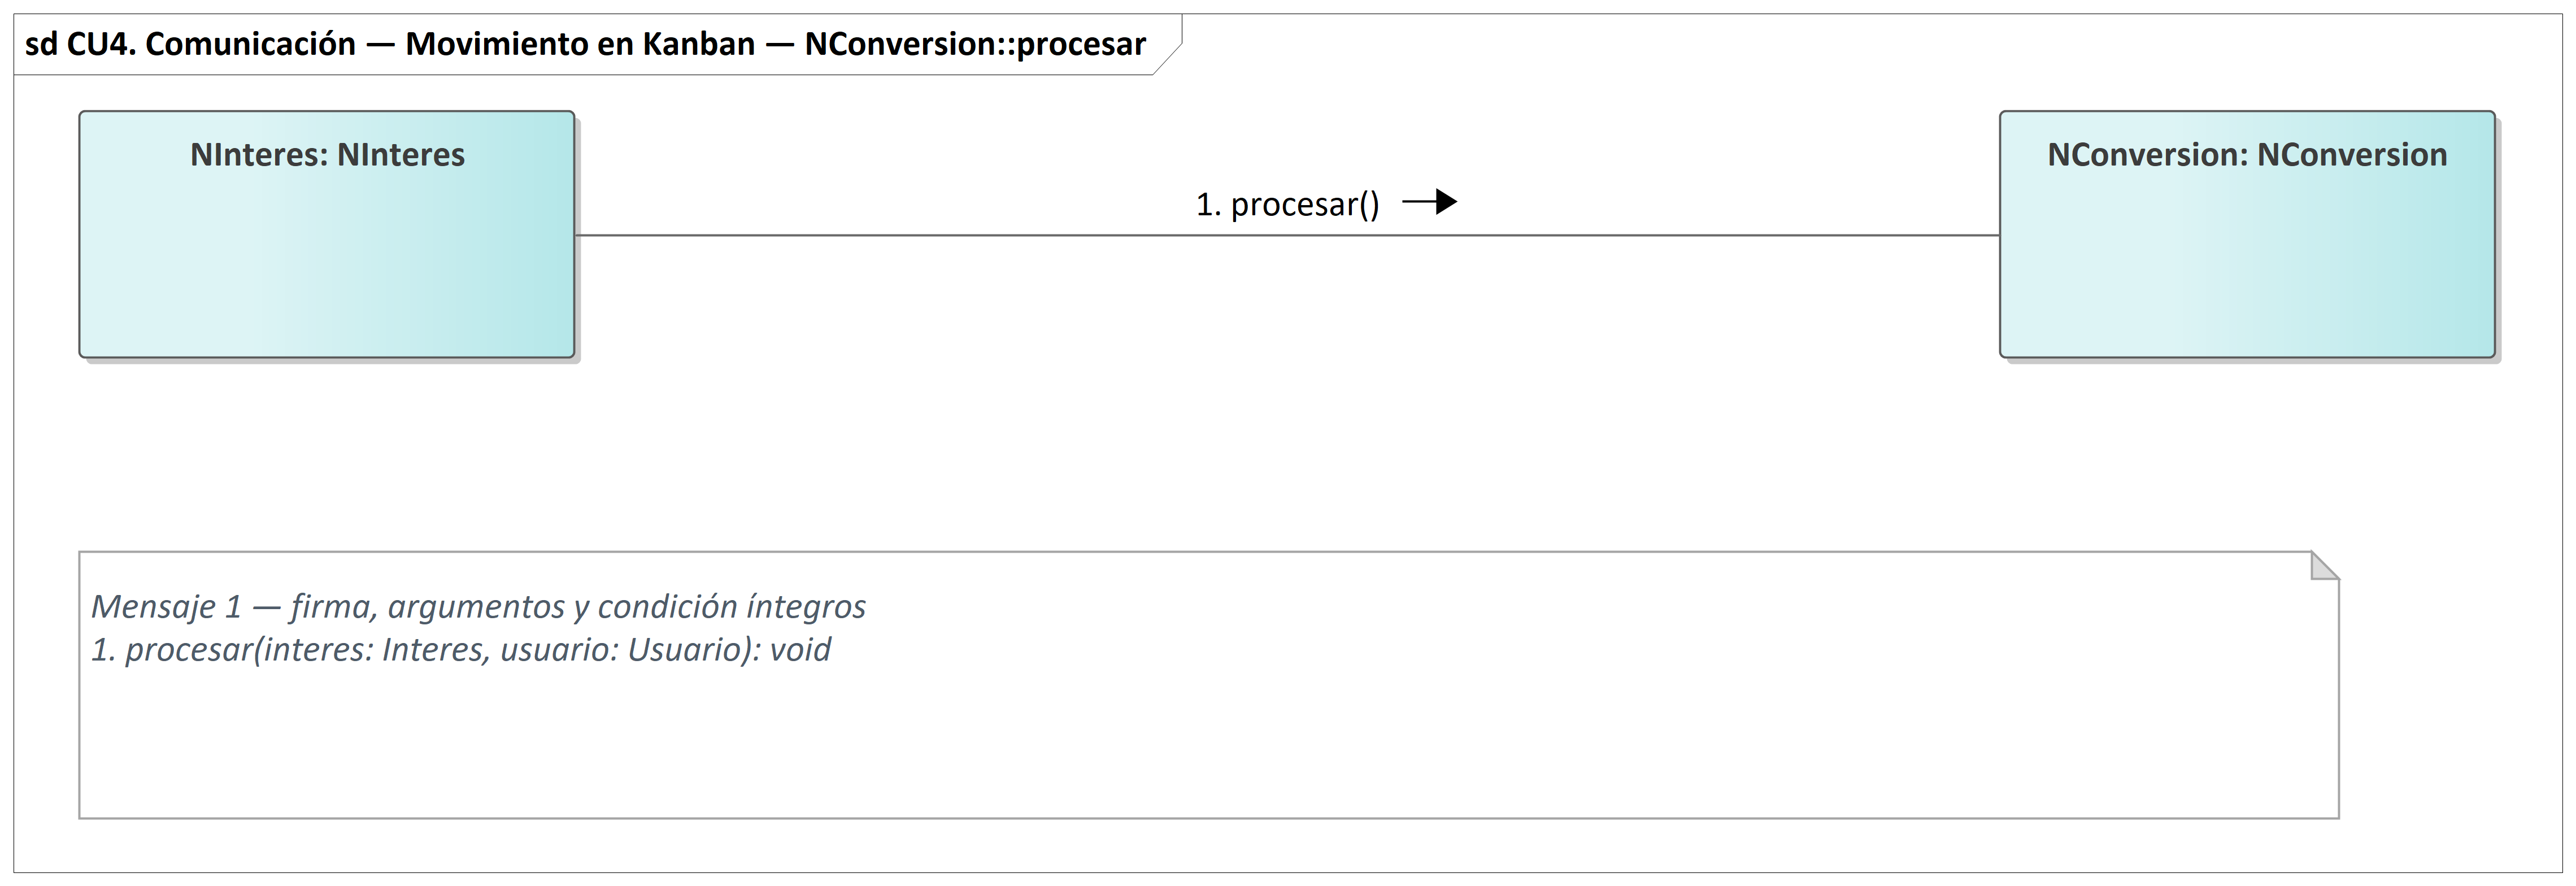 sd CU4. Comunicación — Movimiento en Kanban — NConversion::procesar
NInteres: NInteres
NConversion: NConversion
1. procesar()
Mensaje 1 — firma, argumentos y condición íntegros
1. procesar(interes: Interes, usuario: Usuario): void